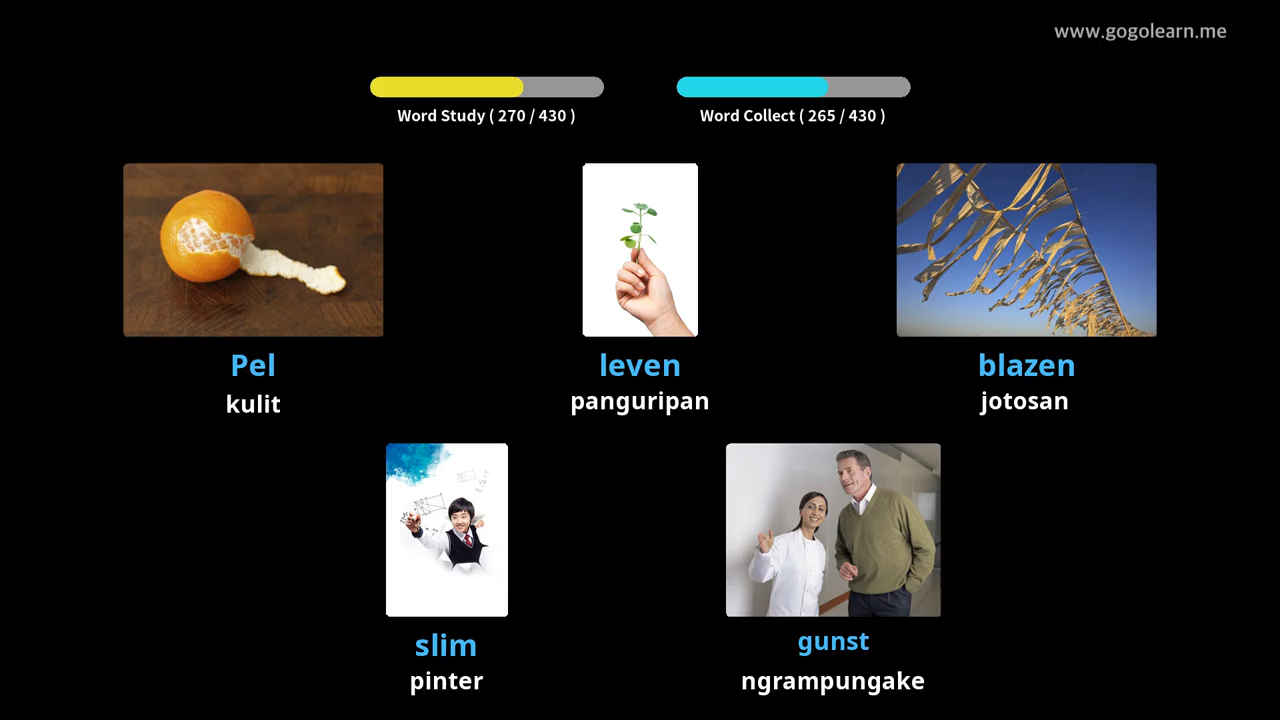 www.gogolearn.me
Word Study ( 270 / 430 )
Word Collect ( 265 / 430 )
Pel
kulit
leven
panguripan
blazen
jotosan
slim
pinter
gunst
ngrampungake